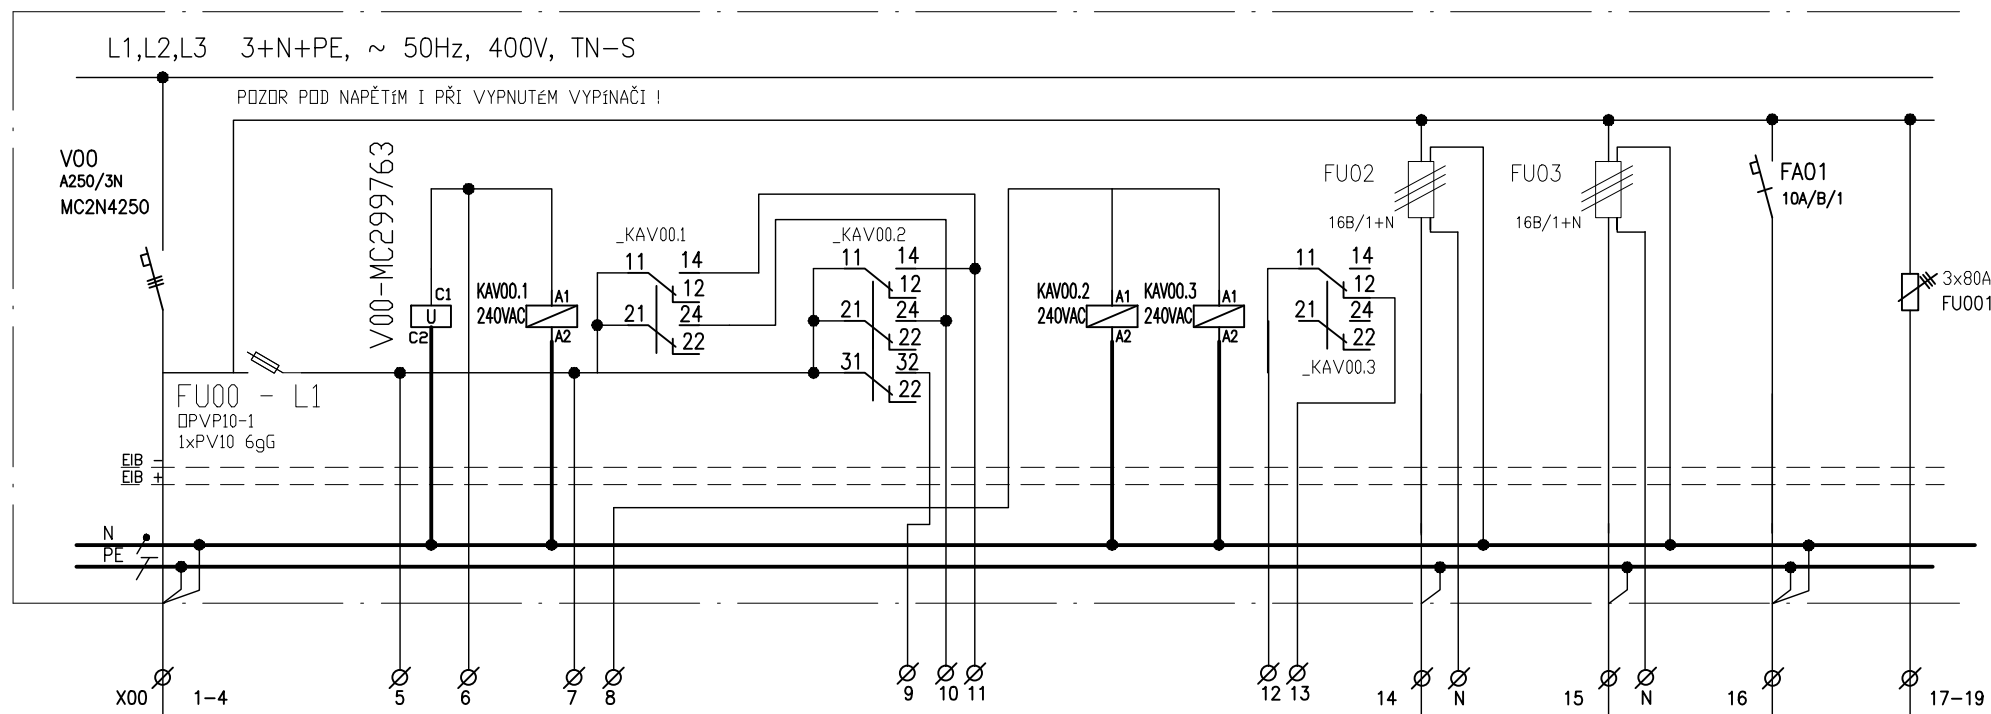 L1,L2,L3 3+N+PE, ~ 50Hz, 400V, TN-S
POZOR POD NAPĚTÍM I PŘI VYPNUTÉM VYPÍNAČI !
V00
A250/3N
MC2N4250
V00-MC299763
C1
U
C2
KAV00.1
240VAC
A1
A2
_KAV00.1
11 14
12
21 24
22
_KAV00.2
11 14
12
21 24
22
31 32
22
KAV00.2
240VAC
A1
A2
KAV00.3
240VAC
A1
A2
11 14
12
21 24
22
_KAV00.3
FU02
16B/1+N
FU03
16B/1+N
FA01
10A/B/1
3x80A
FU001
FU00 - L1
OPVP10-1
1xPV10 6gG
EIB -
EIB +
N
PE
X00 1-4 5 6 7 8 9 10 11 12 13 14 N 15 N 16 17-19